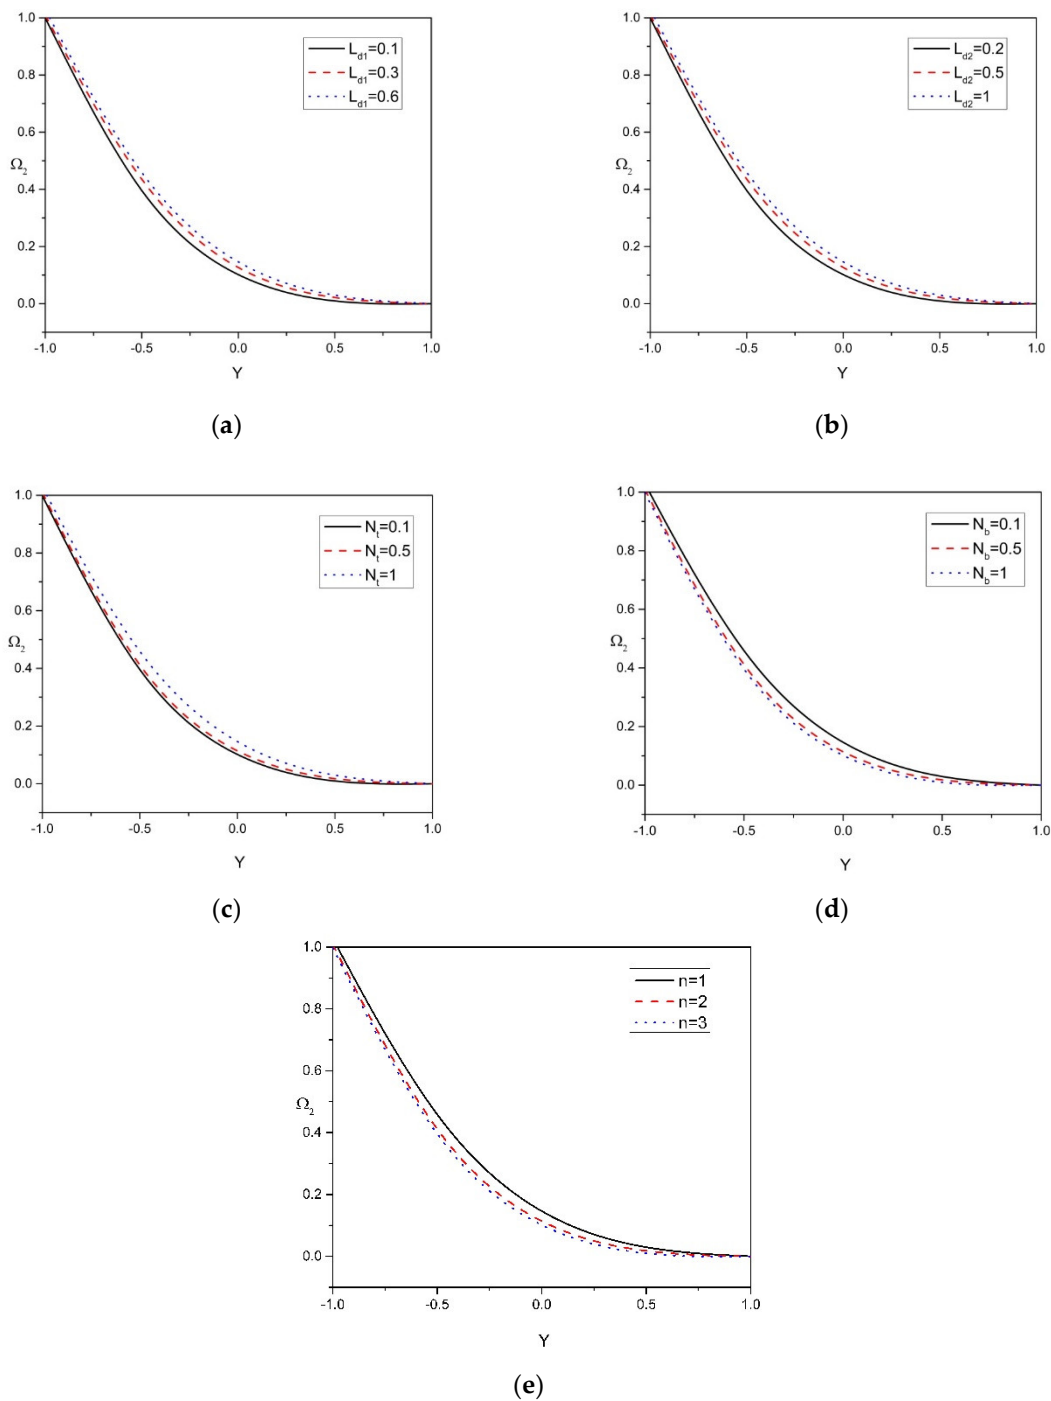 1.0
0.8
0.6
Ω2
0.4
0.2
0.0
-1.0 -0.5 0.0 0.5 1.0
Y
Ld1=0.1
Ld1=0.3
Ld1=0.6
(a)
1.0
0.8
0.6
Ω2
0.4
0.2
0.0
-1.0 -0.5 0.0 0.5 1.0
Y
Ld2=0.2
Ld2=0.5
Ld2=1
(b)
1.0
0.8
0.6
Ω2
0.4
0.2
0.0
-1.0 -0.5 0.0 0.5 1.0
Y
Nt=0.1
Nt=0.5
Nt=1
(c)
1.0
0.8
0.6
Ω2
0.4
0.2
0.0
-1.0 -0.5 0.0 0.5 1.0
Y
Nb=0.1
Nb=0.5
Nb=1
(d)
1.0
0.8
0.6
Ω2
0.4
0.2
0.0
-1.0 -0.5 0.0 0.5 1.0
Y
n=1
n=2
n=3
(e)